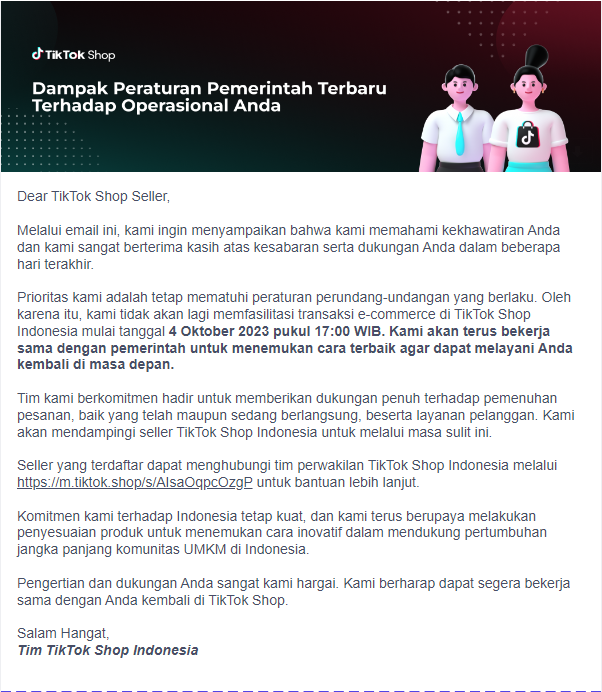 TikTok Shop
Dampak Peraturan Pemerintah Terbaru
Terhadap Operasional Anda
Dear TikTok Shop Seller,
Melalui email ini, kami ingin menyampaikan bahwa kami memahami kekhawatiran Anda
dan kami sangat berterima kasih atas kesabaran serta dukungan Anda dalam beberapa
hari terakhir.
Prioritas kami adalah tetap mematuhi peraturan perundang-undangan yang berlaku. Oleh
karena itu, kami tidak akan lagi memfasilitasi transaksi e-commerce di TikTok Shop
Indonesia mulai tanggal 4 Oktober 2023 pukul 17:00 WIB. Kami akan terus bekerja
sama dengan pemerintah untuk menemukan cara terbaik agar dapat melayani Anda
kembali di masa depan.
Tim kami berkomitmen hadir untuk memberikan dukungan penuh terhadap pemenuhan
pesanan, baik yang telah maupun sedang berlangsung, beserta layanan pelanggan. Kami
akan mendampingi seller TikTok Shop Indonesia untuk melalui masa sulit ini.
Seller yang terdaftar dapat menghubungi tim perwakilan TikTok Shop Indonesia melalui
https://m.tiktok.shop/s/AIsaOqpcOzgP untuk bantuan lebih lanjut.
Komitmen kami terhadap Indonesia tetap kuat, dan kami terus berupaya melakukan
penyesuaian produk untuk menemukan cara inovatif dalam mendukung pertumbuhan
jangka panjang komunitas UMKM di Indonesia.
Pengertian dan dukungan Anda sangat kami hargai. Kami berharap dapat segera bekerja
sama dengan Anda kembali di TikTok Shop.
Salam Hangat,
Tim TikTok Shop Indonesia